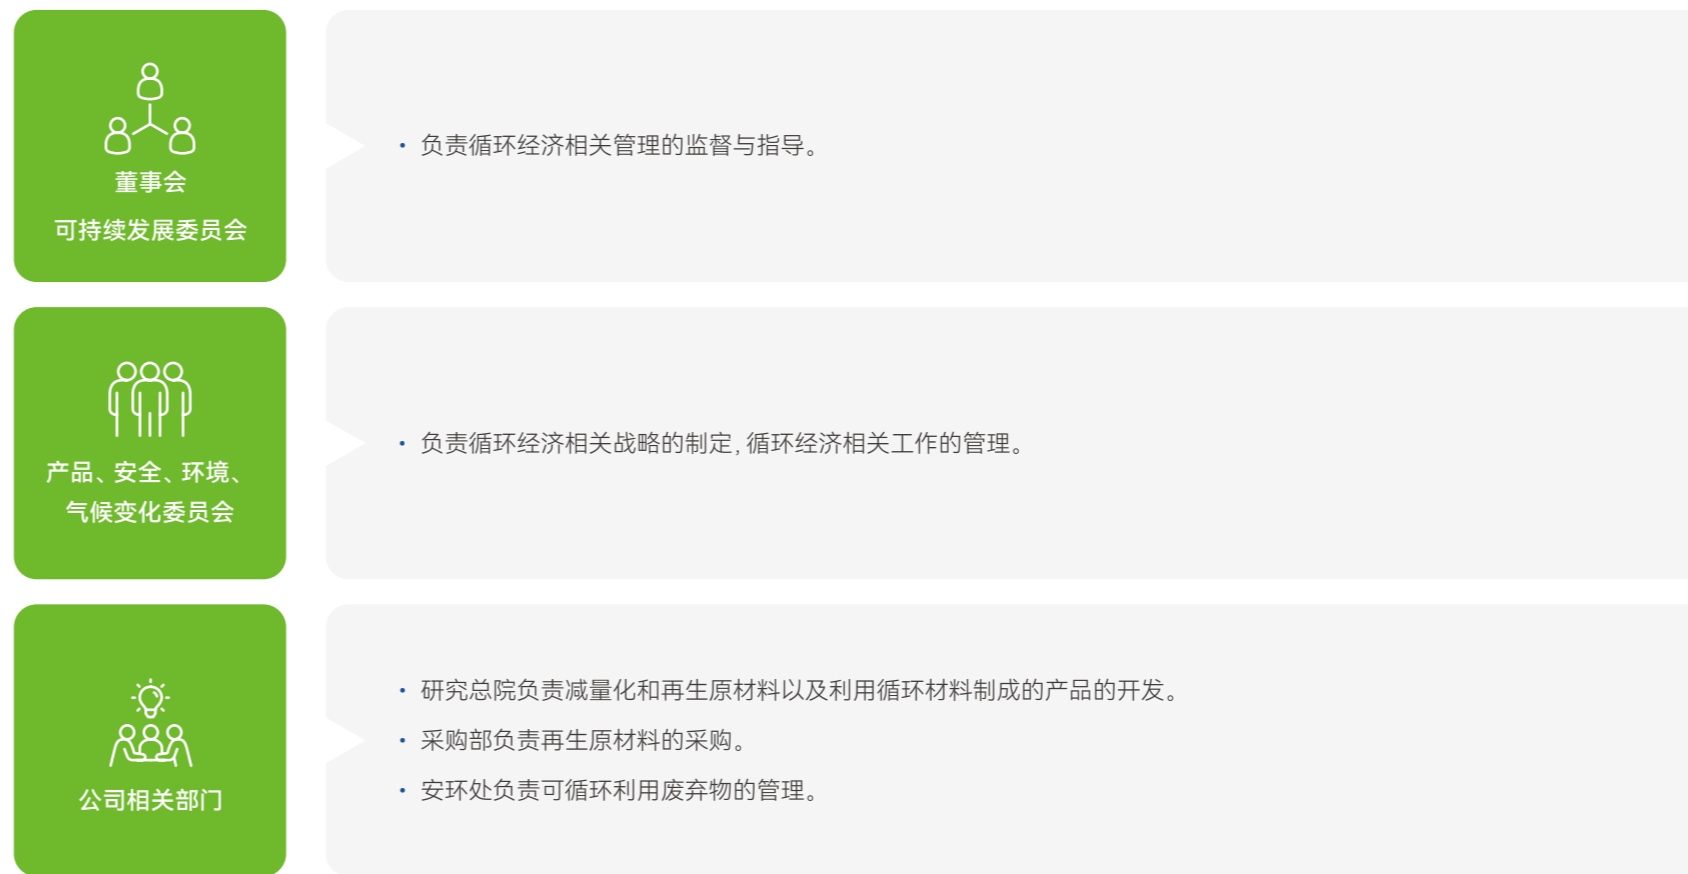 董事会
可持续发展委员会
• 负责循环经济相关管理的监督与指导。
产品、安全、环境、
气候变化委员会
• 负责循环经济相关战略的制定,循环经济相关工作的管理。
公司相关部门
• 研究总院负责减量化和再生原材料以及利用循环材料制成的产品的开发。
• 采购部负责再生原材料的采购。
• 安环处负责可循环利用废弃物的管理。